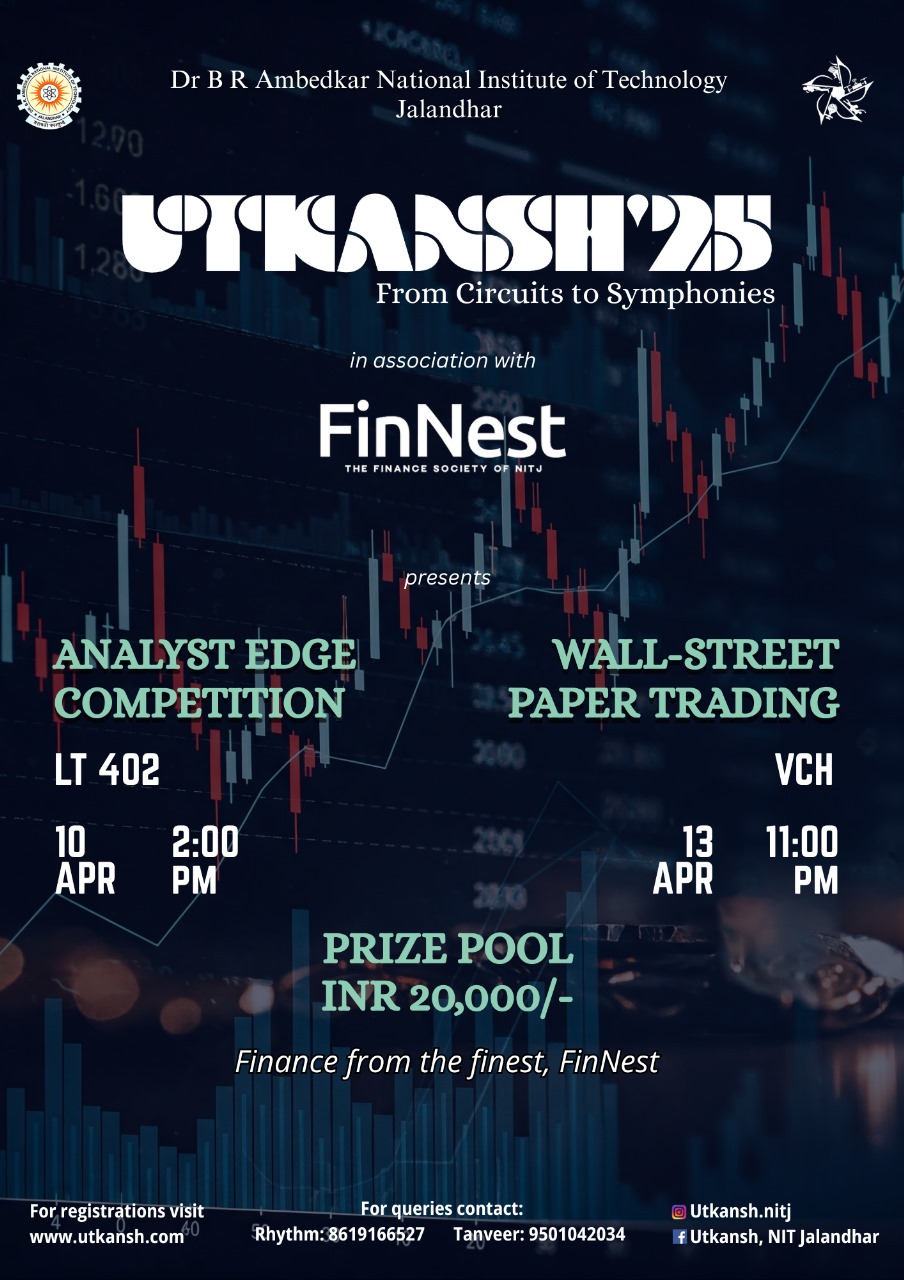 Dr B R Ambedkar National Institute of Technology
Jalandhar
UTKANSH'25
From Circuits to Symphonies
in association with
FinNest
THE FINANCE SOCIETY OF NITJ
presents
ANALYST EDGE
COMPETITION
LT 402
10 APR
2:00 PM
WALL-STREET
PAPER TRADING
VCH
13 APR
11:00 PM
PRIZE POOL
INR 20,000/-
Finance from the finest, FinNest
For registrations visit
www.utkansh.com
For queries contact:
Rhythm: 8619166527 Tanveer: 9501042034
Utkansh.nitj
Utkansh, NIT Jalandhar